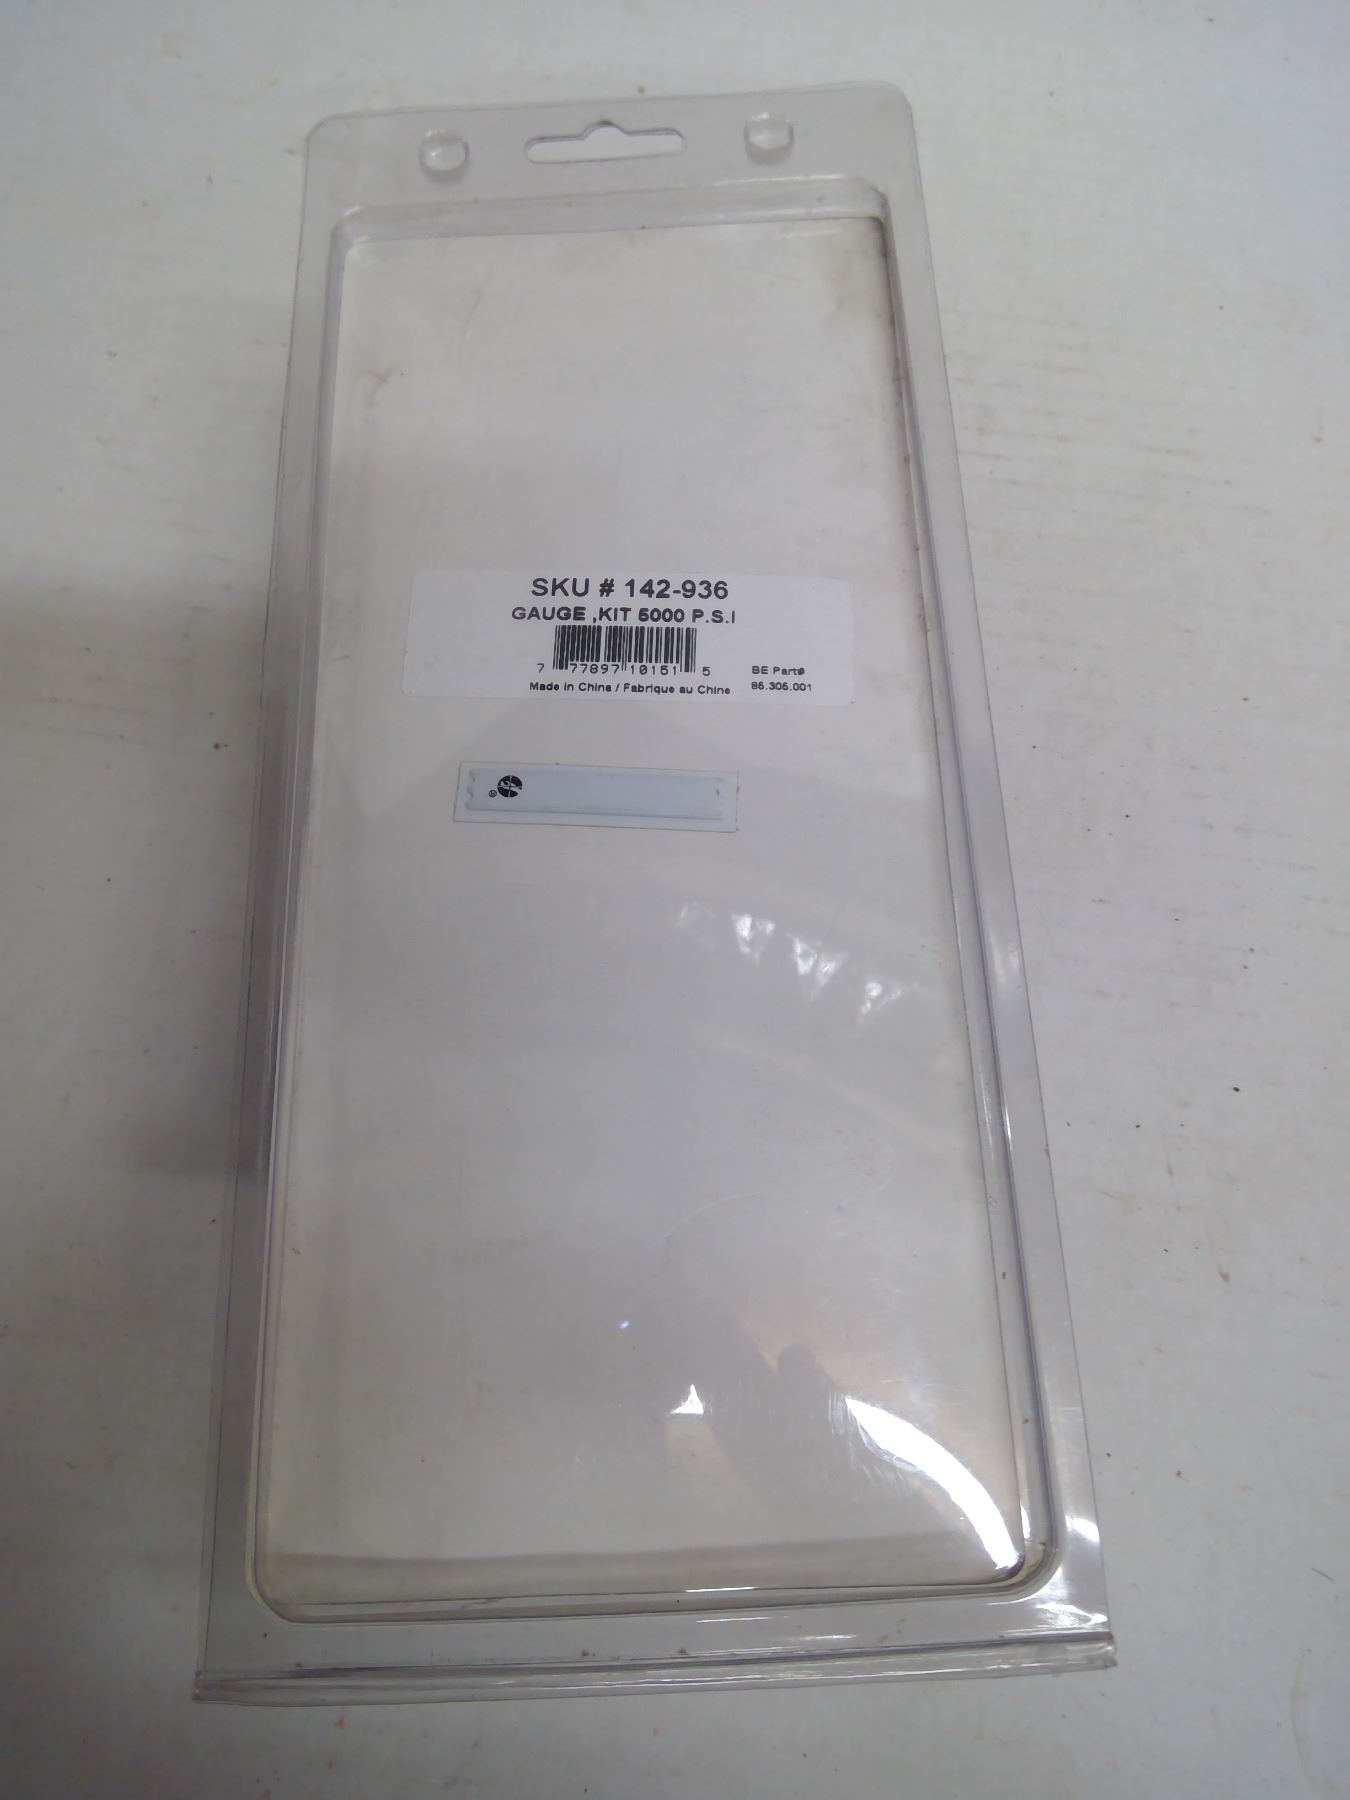 SKU # 142-936
GAUGE ,KIT 5000 P.S.I
7 77897 10151 5
BE Part#
Made in China / Fabrique au Chine
85.305.001
®